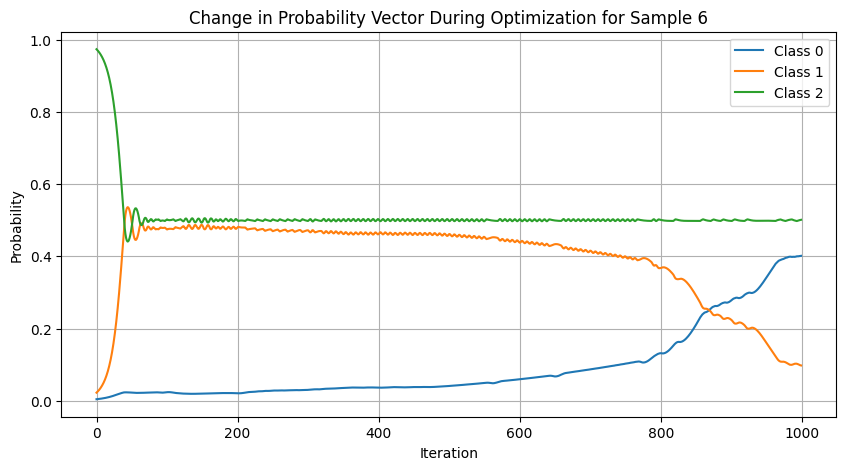 Change in Probability Vector During Optimization for Sample 6
Class 0
Class 1
Class 2
1.0
0.8
0.6
0.4
0.2
0.0
Probability
0
200
400
600
800
1000
Iteration